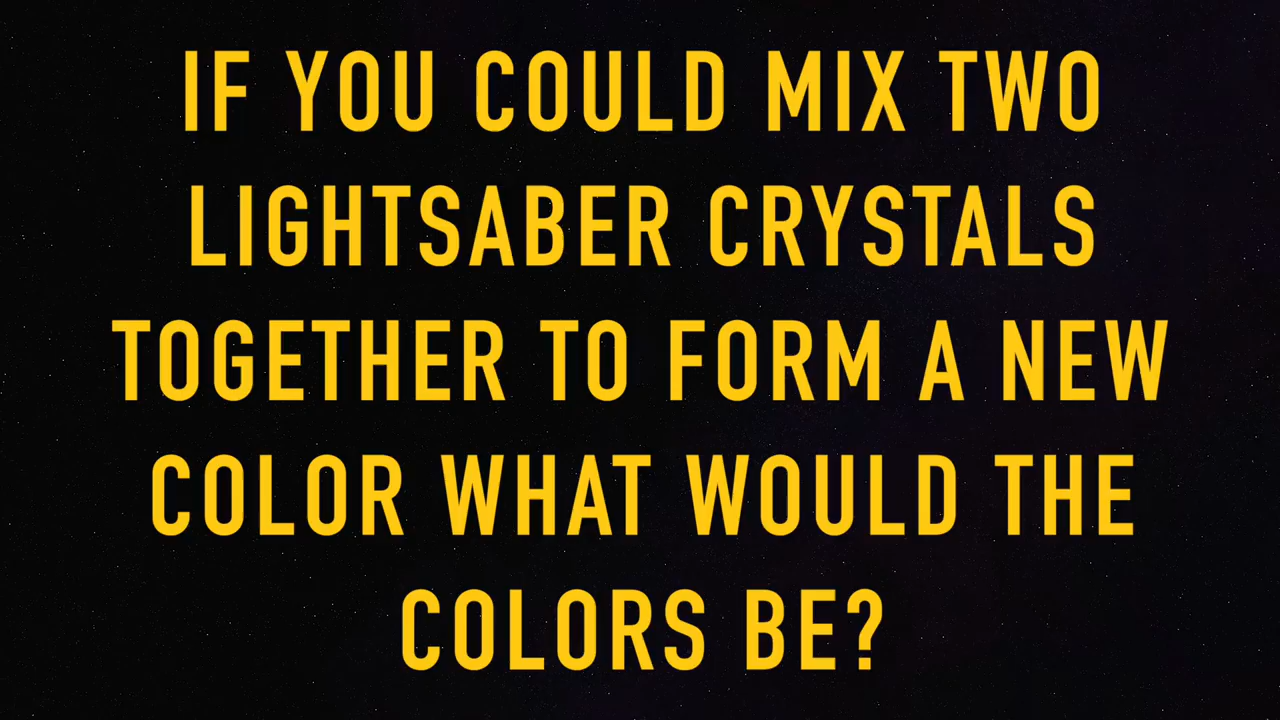 IF YOU COULD MIX TWO
LIGHTSABER CRYSTALS
TOGETHER TO FORM A NEW
COLOR WHAT WOULD THE
COLORS BE?